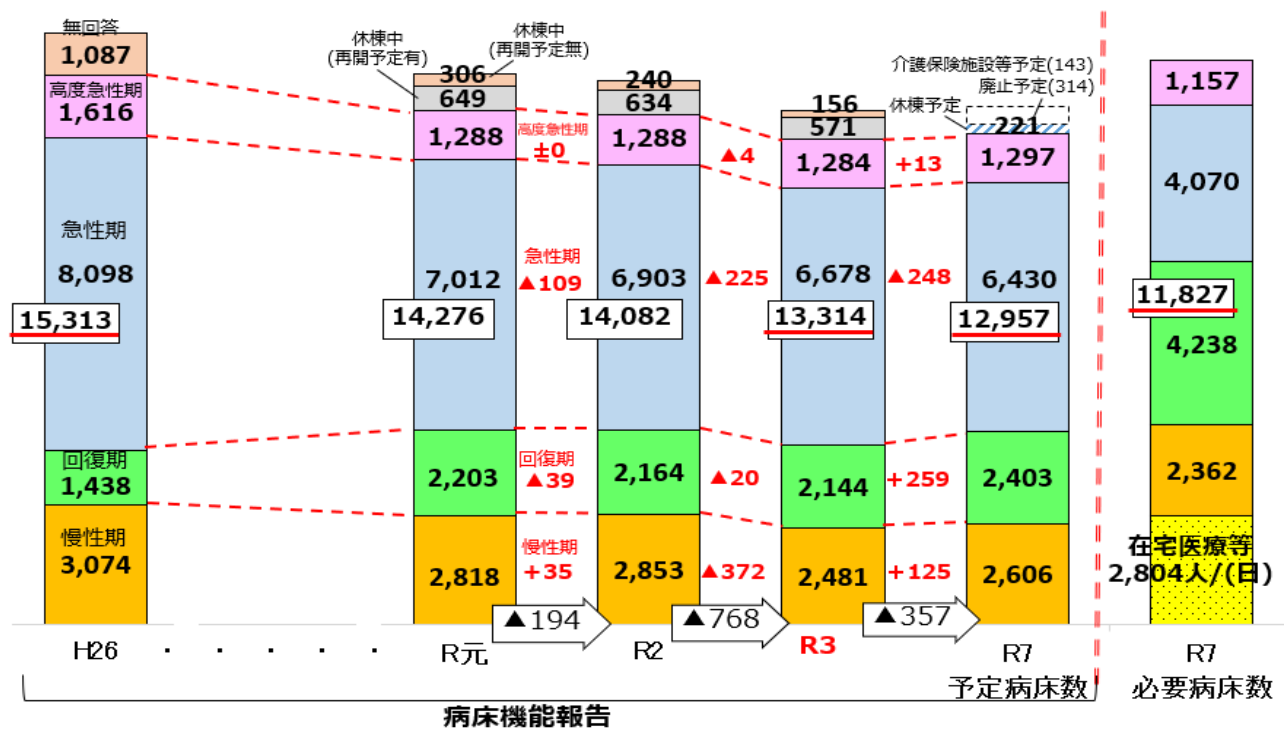 無回答
1,087
高度急性期
1,616
急性期
8,098
15,313
回復期
1,438
慢性期
3,074
H26
・ ・ ・ ・ ・
休棟中
(再開予定有)
休棟中
(再開予定無)
306
649
1,288
7,012
14,276
2,203
2,818
R元
高度急性期
±0
急性期
▲109
回復期
▲39
慢性期
+35
▲194
240
634
1,288
6,903
14,082
2,164
2,853
R2
▲4
▲225
▲20
▲372
▲768
156
571
1,284
6,678
13,314
2,144
2,481
R3
+13
▲248
+259
+125
▲357
介護保険施設等予定(143)
廃止予定(314)
休棟予定
221
1,297
6,430
12,957
2,403
2,606
R7
予定病床数
1,157
4,070
11,827
4,238
2,362
在宅医療等
2,804人/(日)
R7
必要病床数
病床機能報告